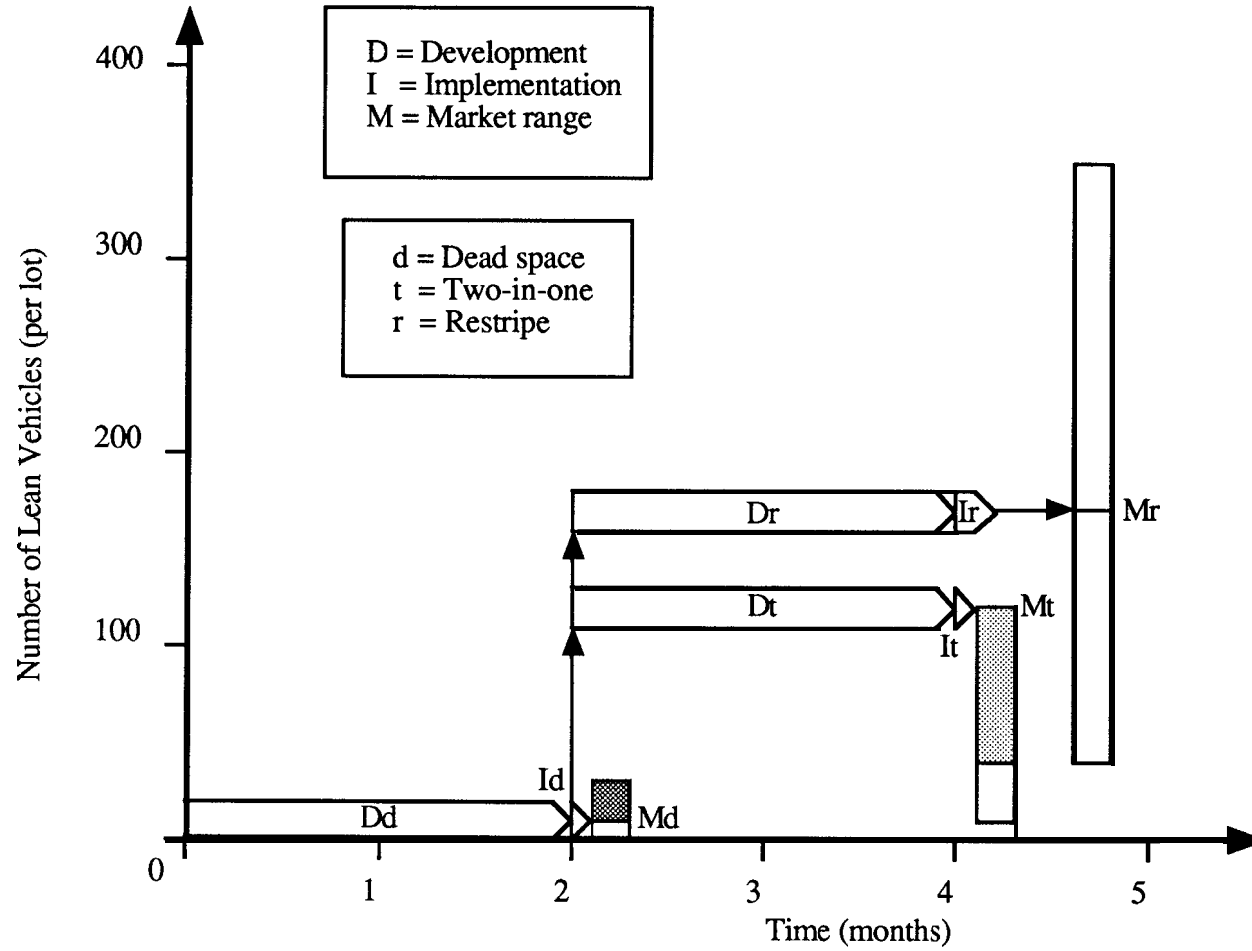 400
D = Development
I = Implementation
M = Market range
300
d = Dead space
t = Two-in-one
r = Restripe
Number of Lean Vehicles (per lot)
200
Dr
Ir
Mr
Dt
Mt
100
It
Id
Dd
Md
0
1
2
3
4
5
Time (months)